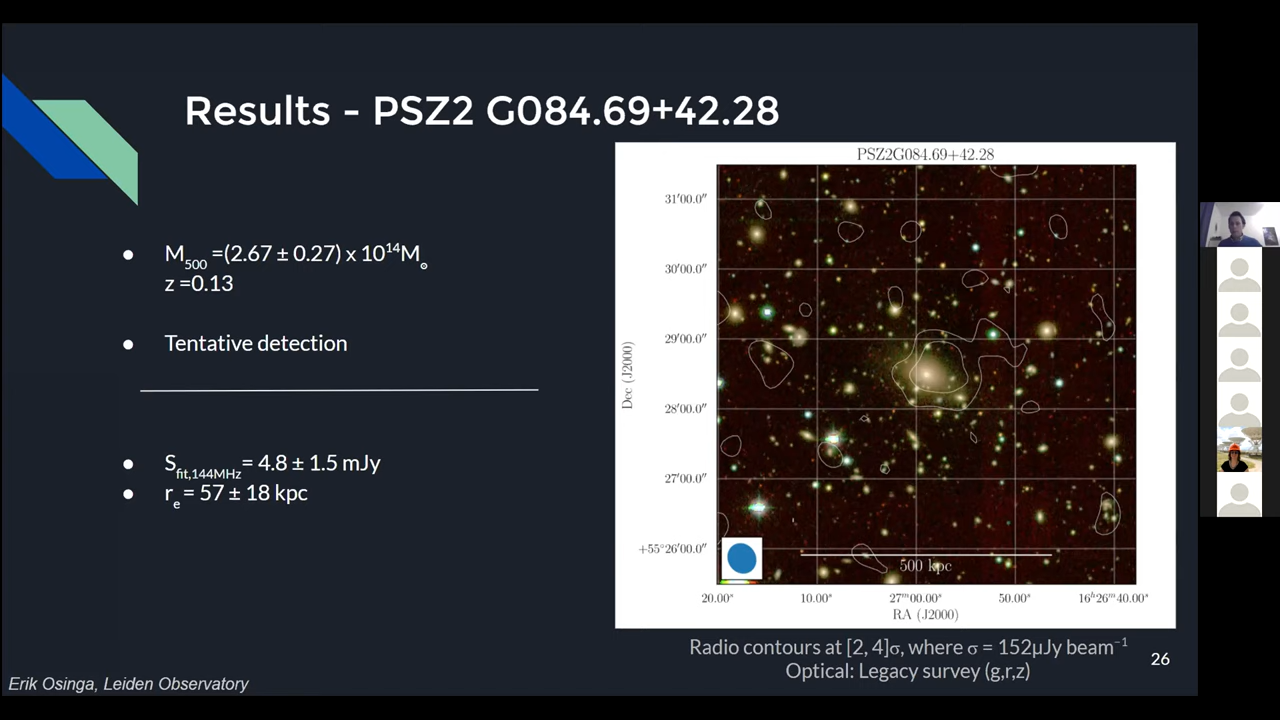 Results - PSZ2 G084.69+42.28
M500 =(2.67 ± 0.27) x 10¹⁴M⊙
z =0.13
Tentative detection
Sfit,144MHz= 4.8 ± 1.5 mJy
re= 57 ± 18 kpc
PSZ2G084.69+42.28
31′00.0″
30′00.0″
29′00.0″
28′00.0″
27′00.0″
+55°26′00.0″
Dec (J2000)
500 kpc
20.00ˢ 10.00ˢ 27ᵐ00.00ˢ 50.00ˢ 16ʰ26ᵐ40.00ˢ
RA (J2000)
Radio contours at [2, 4]σ, where σ = 152µJy beam⁻¹
Optical: Legacy survey (g,r,z)
26
Erik Osinga, Leiden Observatory